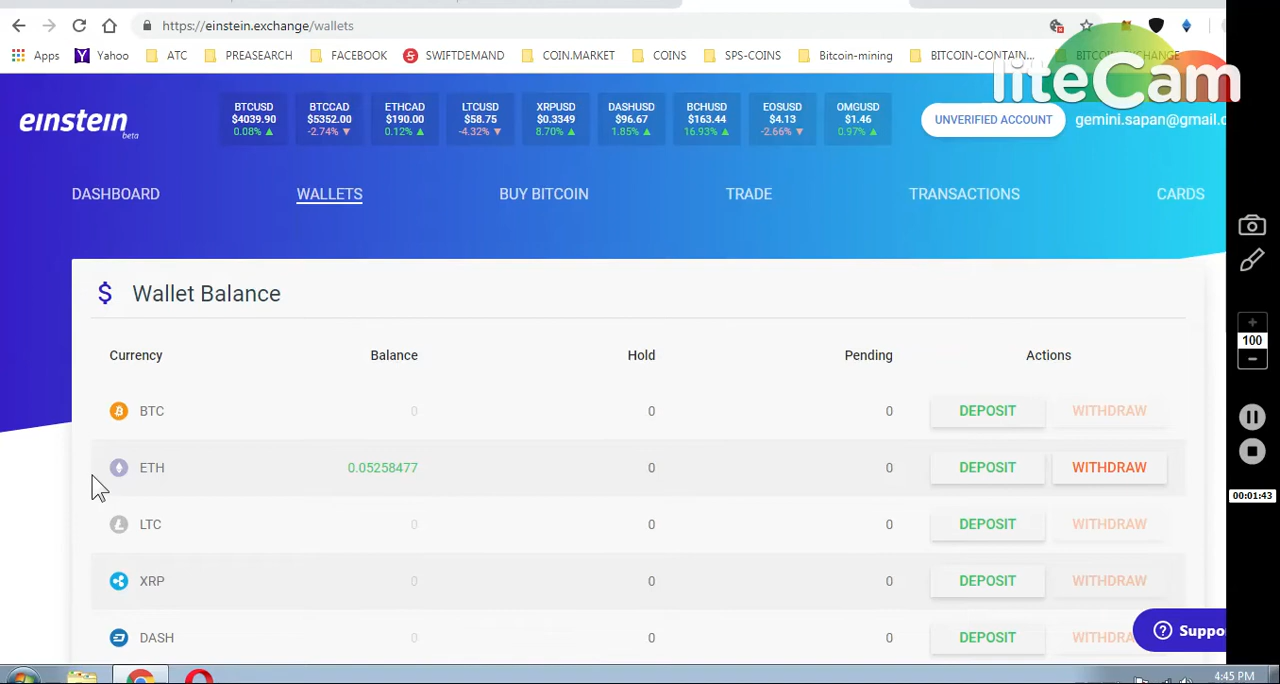 https://einstein.exchange/wallets
Apps Yahoo ATC PREASEARCH FACEBOOK SWIFTDEMAND COIN.MARKET COINS SPS-COINS Bitcoin-mining BITCOIN-CONTAIN...
liteCam
einstein
beta
BTCUSD $4039.90 0.08% ▲
BTCCAD $5352.00 -2.74% ▼
ETHCAD $190.00 0.12% ▲
LTCUSD $58.75 -4.32% ▼
XRPUSD $0.3349 8.70% ▲
DASHUSD $96.67 1.85% ▲
BCHUSD $163.44 16.93% ▲
EOSUSD $4.13 -2.66% ▼
OMGUSD $1.46 0.97% ▲
UNVERIFIED ACCOUNT
gemini.sapan@gmail.c
DASHBOARD WALLETS BUY BITCOIN TRADE TRANSACTIONS CARDS
$ Wallet Balance
Currency Balance Hold Pending Actions
BTC 0 0 0 DEPOSIT WITHDRAW
ETH 0.05258477 0 0 DEPOSIT WITHDRAW
LTC 0 0 0 DEPOSIT WITHDRAW
XRP 0 0 0 DEPOSIT WITHDRAW
DASH 0 0 0 DEPOSIT WITHDRA
Suppo
100
00:01:43
4:45 PM